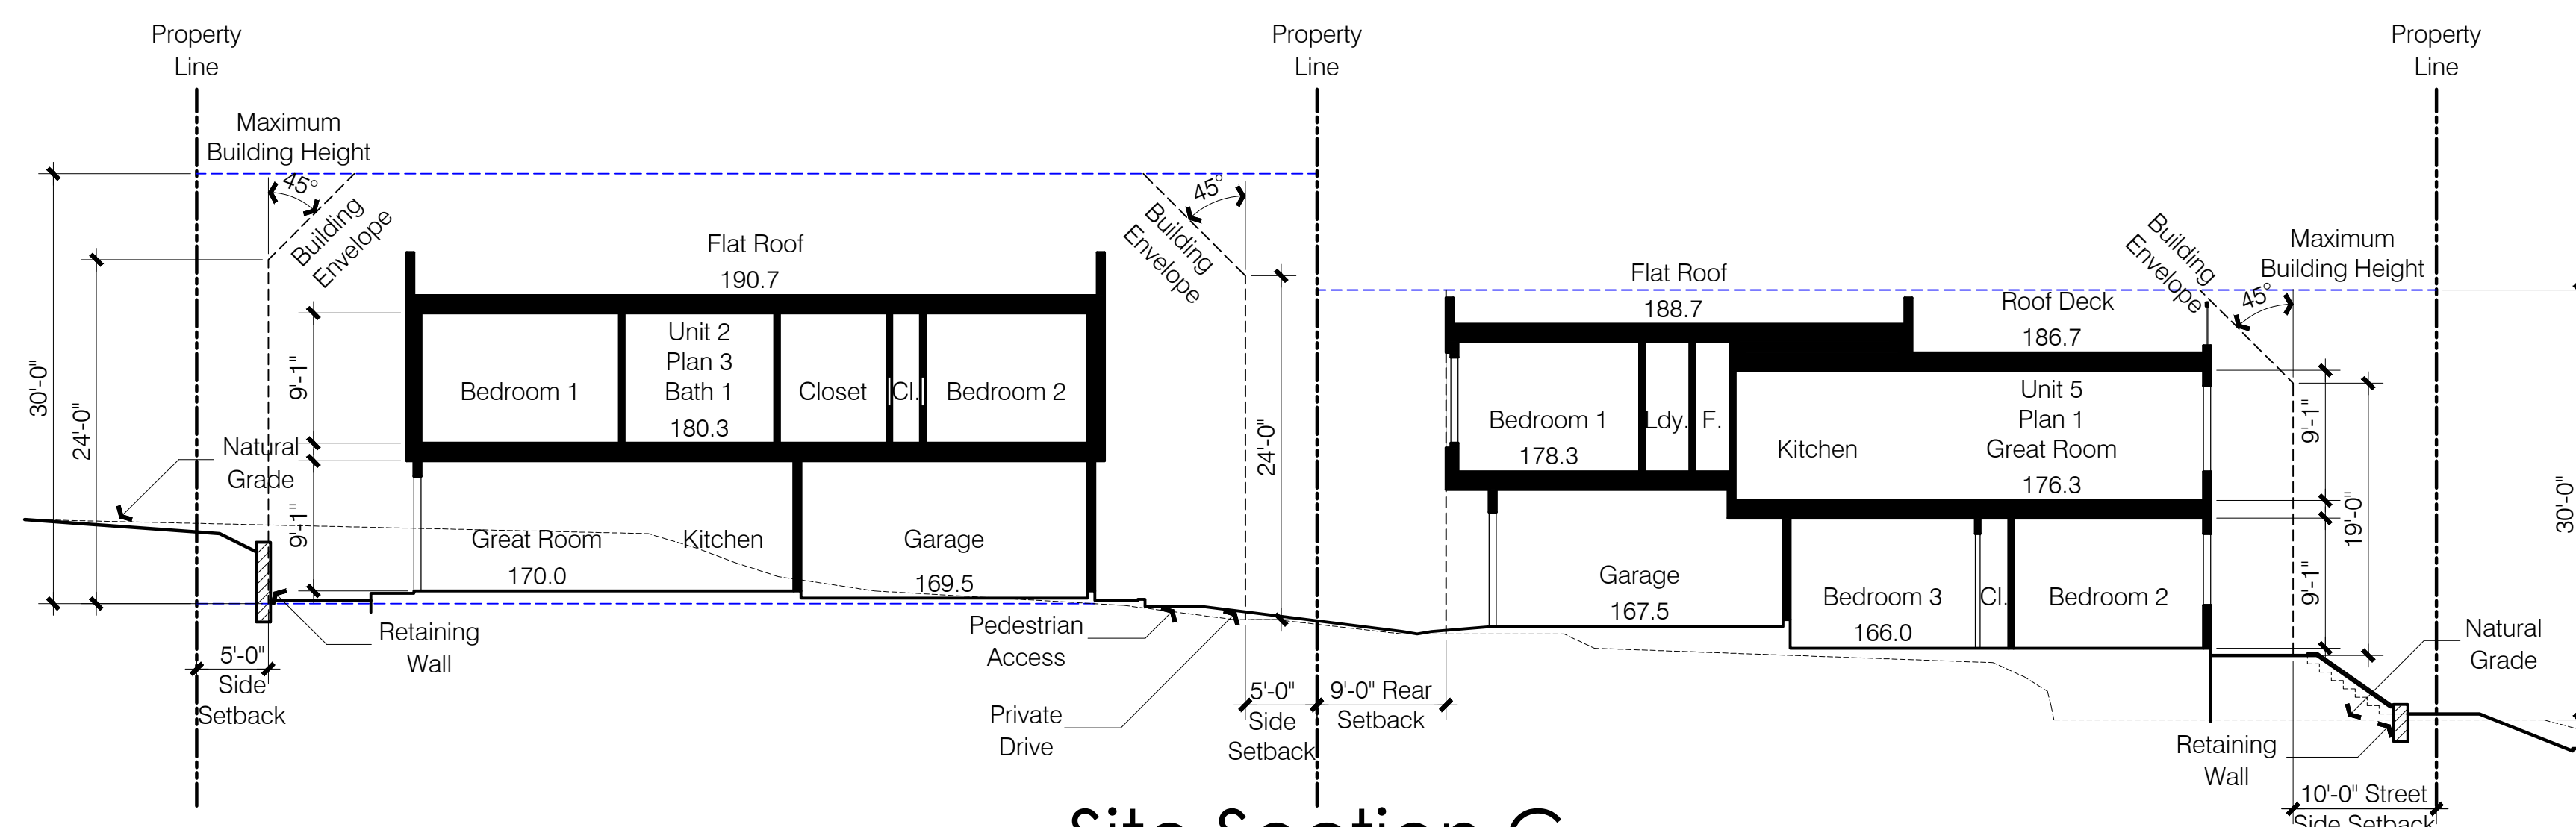 Property
Line
Property
Line
Property
Line
Maximum
Building Height
45°
Building
Envelope
45°
Building
Envelope
Building
Envelope
45°
Maximum
Building Height
30'-0"
24'-0"
9'-1"
9'-1"
Natural
Grade
Flat Roof
190.7
Bedroom 1
Unit 2
Plan 3
Bath 1
180.3
Closet
Cl.
Bedroom 2
Great Room
170.0
Kitchen
Garage
169.5
5'-0"
Side
Setback
Retaining
Wall
Pedestrian
Access
Private
Drive
24'-0"
5'-0"
Side
Setback
9'-0" Rear
Setback
Flat Roof
188.7
Roof Deck
186.7
Bedroom 1
178.3
Ldy.
F.
Kitchen
Unit 5
Plan 1
Great Room
176.3
Garage
167.5
Bedroom 3
166.0
Cl.
Bedroom 2
9'-1"
9'-1"
19'-0"
30'-0"
Natural
Grade
Retaining
Wall
10'-0" Street
Side Setback
Site Section C